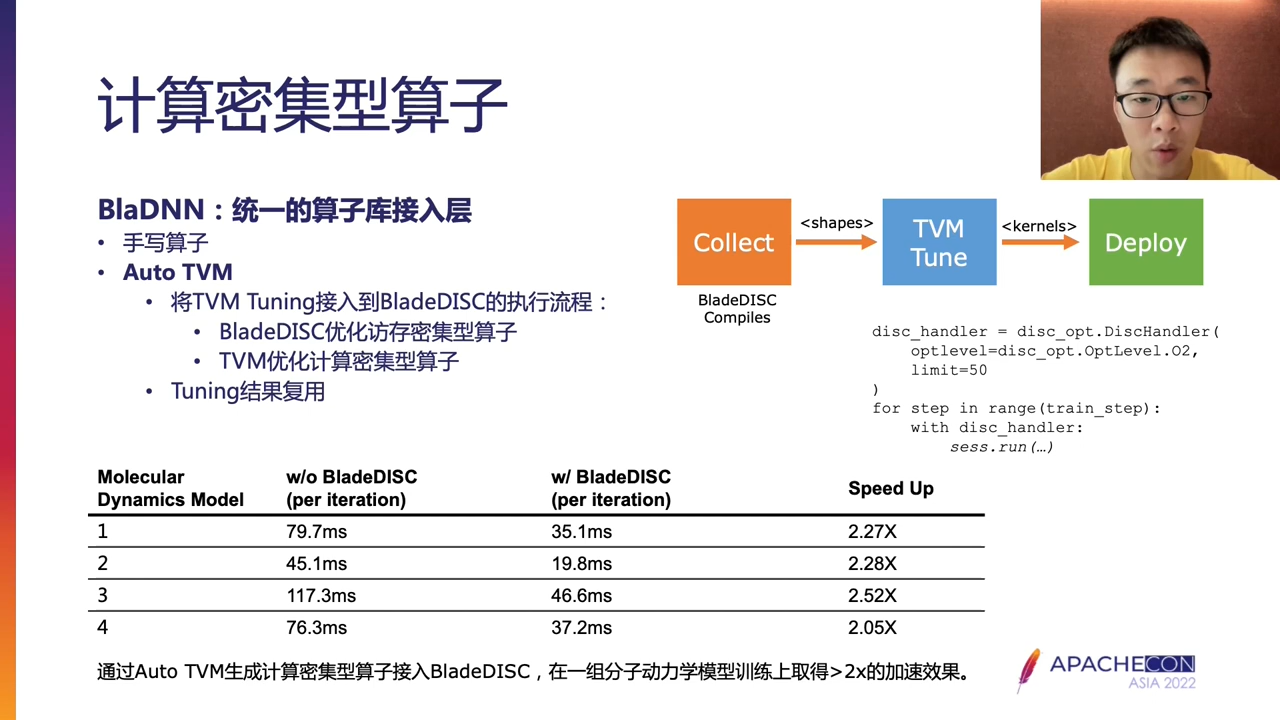 计算密集型算子
BlaDNN：统一的算子库接入层
• 手写算子
• Auto TVM
• 将TVM Tuning接入到BladeDISC的执行流程：
• BladeDISC优化访存密集型算子
• TVM优化计算密集型算子
• Tuning结果复用
Collect
<shapes>
TVM
Tune
<kernels>
Deploy
BladeDISC
Compiles
disc_handler = disc_opt.DiscHandler(
optlevel=disc_opt.OptLevel.O2,
limit=50
)
for step in range(train_step):
with disc_handler:
sess.run(…)
Molecular
Dynamics Model
w/o BladeDISC
(per iteration)
w/ BladeDISC
(per iteration)
Speed Up
1 79.7ms 35.1ms 2.27X
2 45.1ms 19.8ms 2.28X
3 117.3ms 46.6ms 2.52X
4 76.3ms 37.2ms 2.05X
通过Auto TVM生成计算密集型算子接入BladeDISC，在一组分子动力学模型训练上取得>2x的加速效果。
APACHECON
ASIA 2022